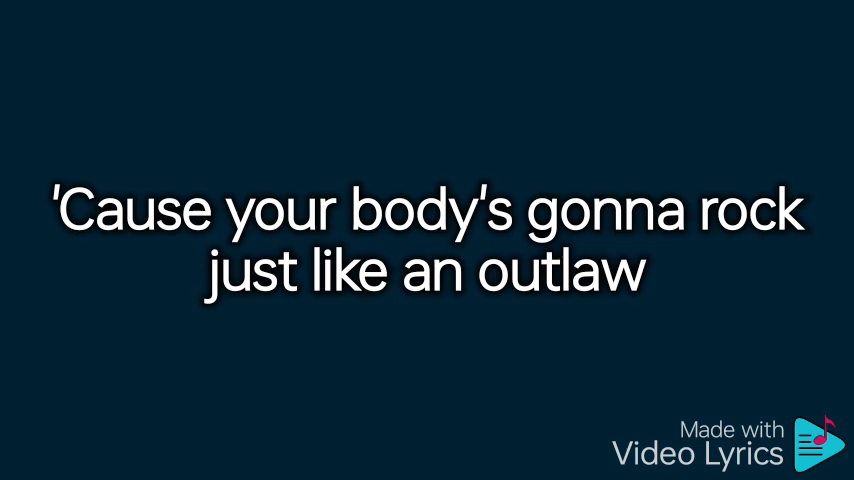 'Cause your body's gonna rock
just like an outlaw
Made with
Video Lyrics